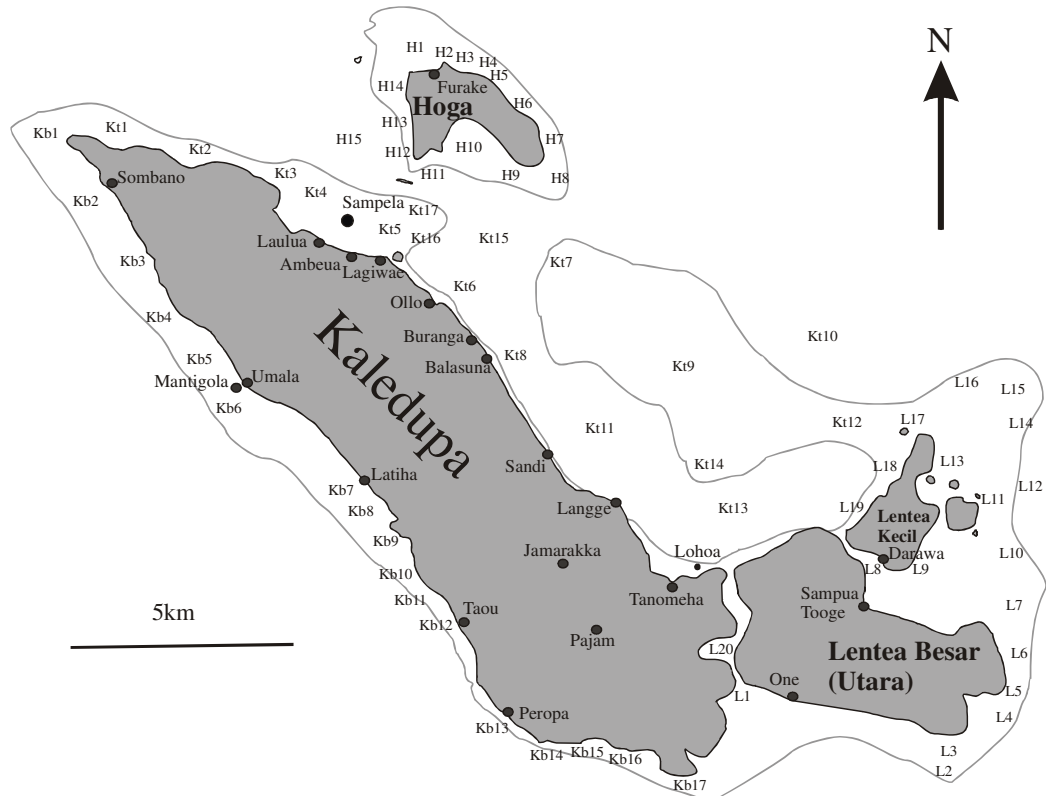 N
H1
H2
H3
H4
H5
H14
Furake
Hoga
H6
H13
H7
H15
H12
H10
H11
H9
H8
Kb1
Kt1
Kt2
Kt3
Sombano
Kt4
Kb2
Sampela
Kt17
Kt5
Kt16
Kt15
Laulua
Ambeua
Lagiwae
Kb3
Kt7
Kt6
Ollo
Kb4
Kaledupa
Buranga
Kt10
Kb5
Balasuna
Kt8
Kt9
Mantigola
Umala
Kb6
L16
L15
Kt11
Kt12
L17
L14
Sandi
Kt14
L18
L13
Latiha
Kb7
L12
L11
Kb8
Langge
Kt13
L19
Lentea
Kecil
Kb9
Jamarakka
Lohoa
Darawa
L10
L8
L9
Kb10
Tanomeha
Sampua
Tooge
Kb11
L7
5km
Taou
Kb12
Pajam
L20
Lentea Besar
(Utara)
L6
One
L1
L5
Peropa
Kb13
L4
Kb14
Kb15
Kb16
L3
L2
Kb17